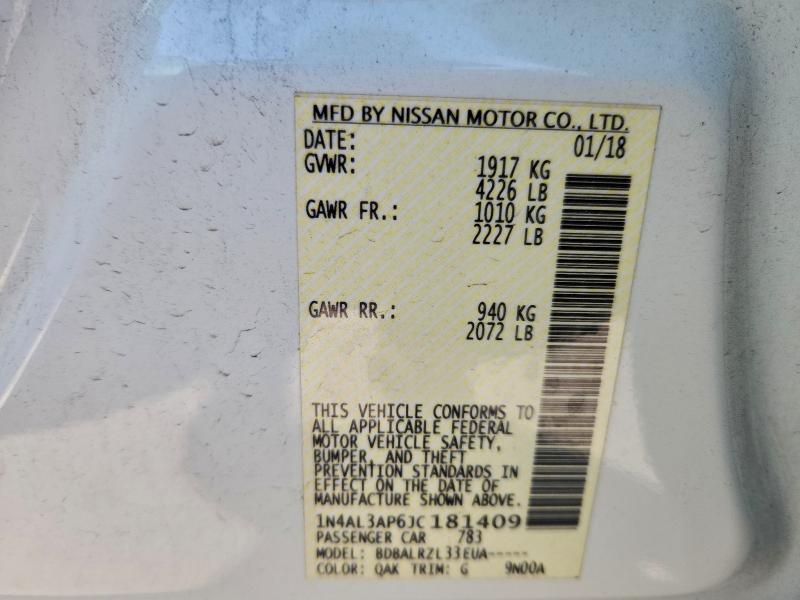 MFD BY NISSAN MOTOR CO., LTD.
DATE: 01/18
GVWR: 1917 KG
4226 LB
GAWR FR.: 1010 KG
2227 LB
GAWR RR.: 940 KG
2072 LB
THIS VEHICLE CONFORMS TO
ALL APPLICABLE FEDERAL
MOTOR VEHICLE SAFETY,
BUMPER, AND THEFT
PREVENTION STANDARDS IN
EFFECT ON THE DATE OF
MANUFACTURE SHOWN ABOVE.
1N4AL3AP6JC181409
PASSENGER CAR 783
MODEL: BDBALRZL33EUA-----
COLOR: QAK TRIM: G 9N00A